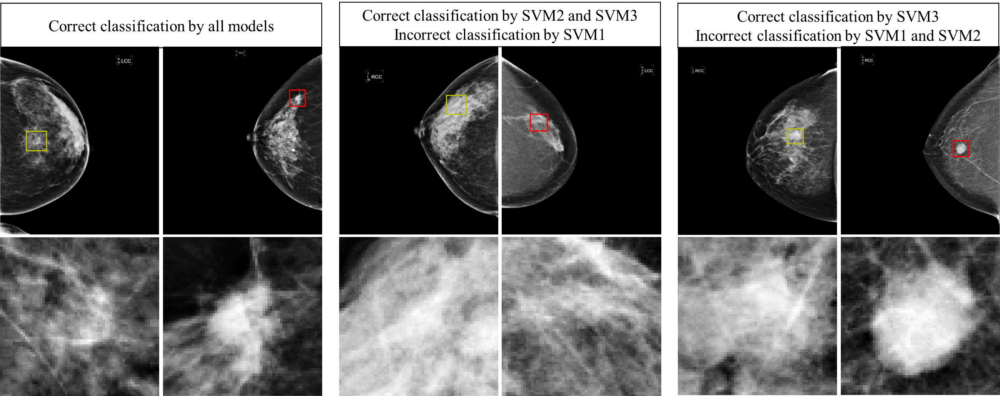 Correct classification by all models
Correct classification by SVM2 and SVM3
Incorrect classification by SVM1
Correct classification by SVM3
Incorrect classification by SVM1 and SVM2
LCC
RCC
RCC
LCC
RCC
RCC